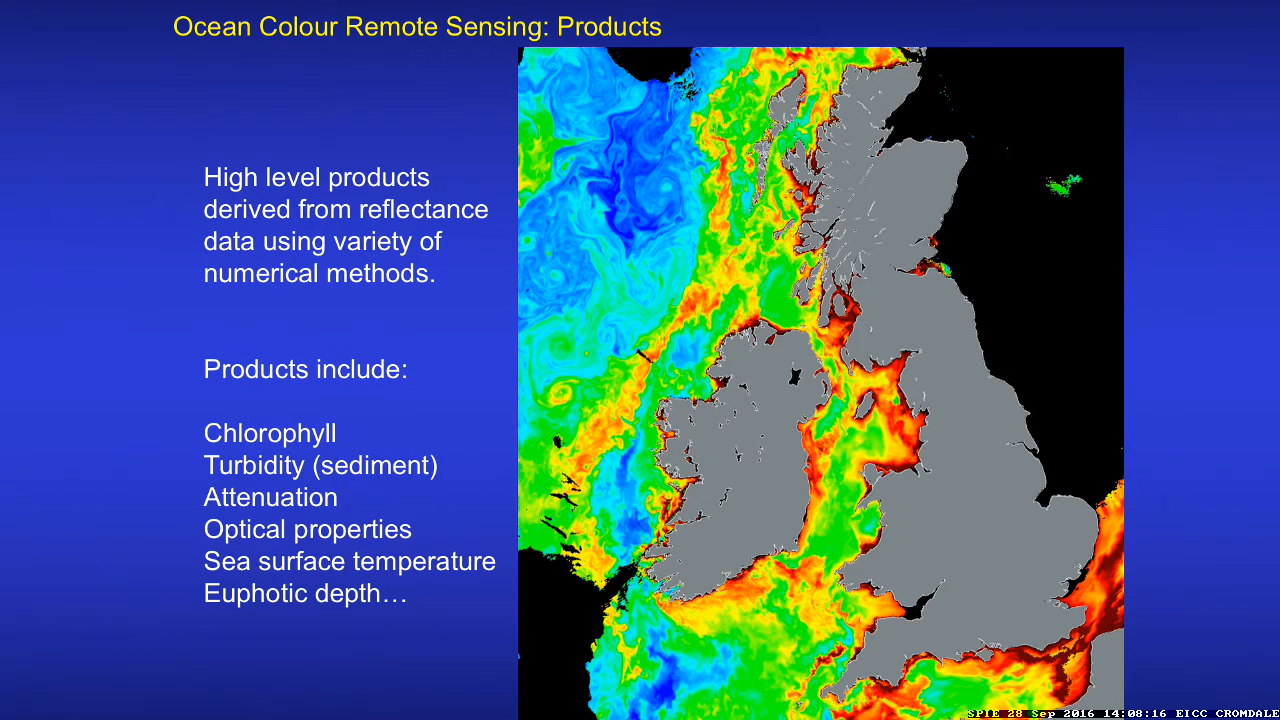 Ocean Colour Remote Sensing: Products
High level products
derived from reflectance
data using variety of
numerical methods.
Products include:
Chlorophyll
Turbidity (sediment)
Attenuation
Optical properties
Sea surface temperature
Euphotic depth…
SPIE 28 Sep 2016 14:08:16 EICC CROMDALE